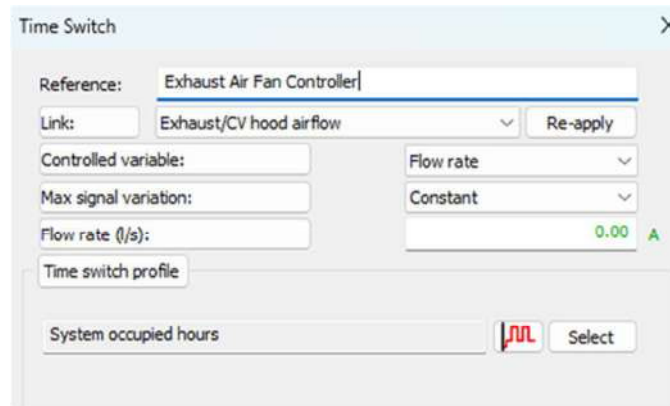 Time Switch
Reference: Exhaust Air Fan Controller
Link: Exhaust/CV hood airflow Re-apply
Controlled variable: Flow rate
Max signal variation: Constant
Flow rate (l/s): 0.00 A
Time switch profile
System occupied hours Select